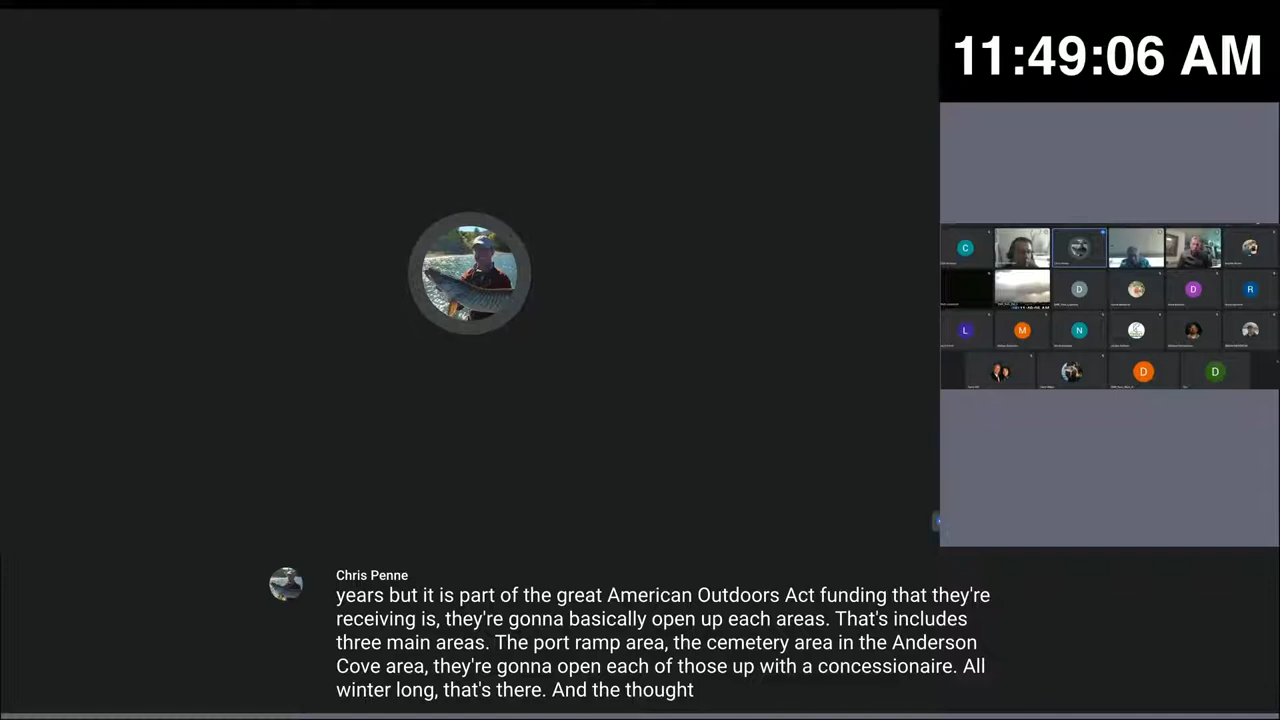 11:49:06 AM
C
D
D
R
L
M
N
D
D
Chris Penne
years but it is part of the great American Outdoors Act funding that they're
receiving is, they're gonna basically open up each areas. That's includes
three main areas. The port ramp area, the cemetery area in the Anderson
Cove area, they're gonna open each of those up with a concessionaire. All
winter long, that's there. And the thought